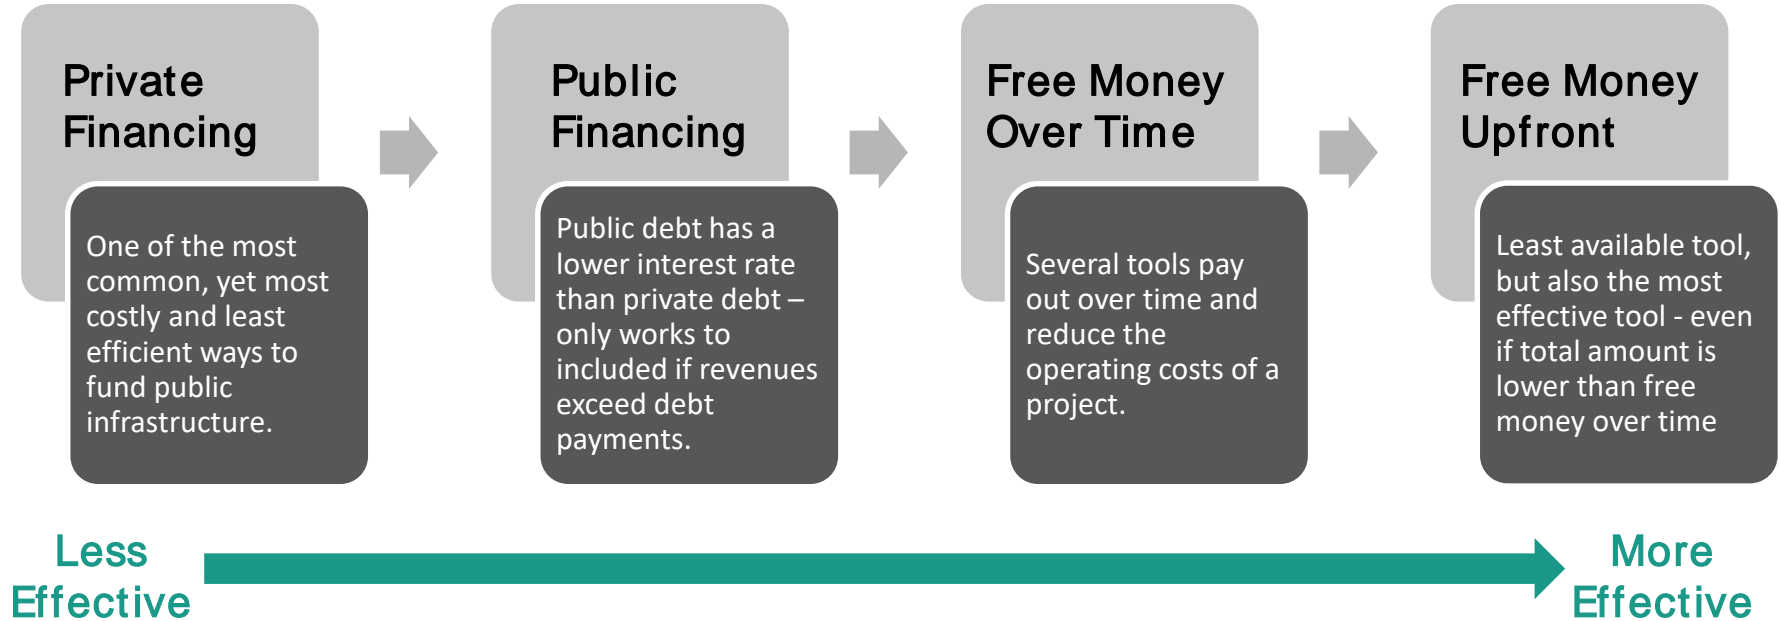 Private
Financing
One of the most
common, yet most
costly and least
efficient ways to
fund public
infrastructure.
Public
Financing
Public debt has a
lower interest rate
than private debt –
only works to
included if revenues
exceed debt
payments.
Free Money
Over Time
Several tools pay
out over time and
reduce the
operating costs of a
project.
Free Money
Upfront
Least available tool,
but also the most
effective tool - even
if total amount is
lower than free
money over time
Less
Effective
More
Effective